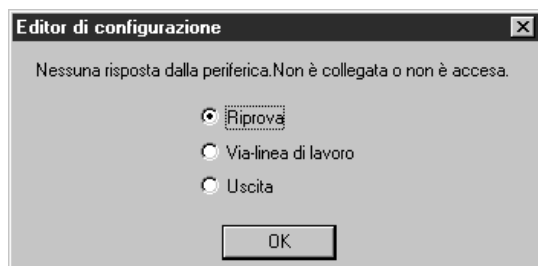 Editor di configurazione
Nessuna risposta dalla periferica.Non è collegata o non è accesa.
Riprova
Via-linea di lavoro
Uscita
OK